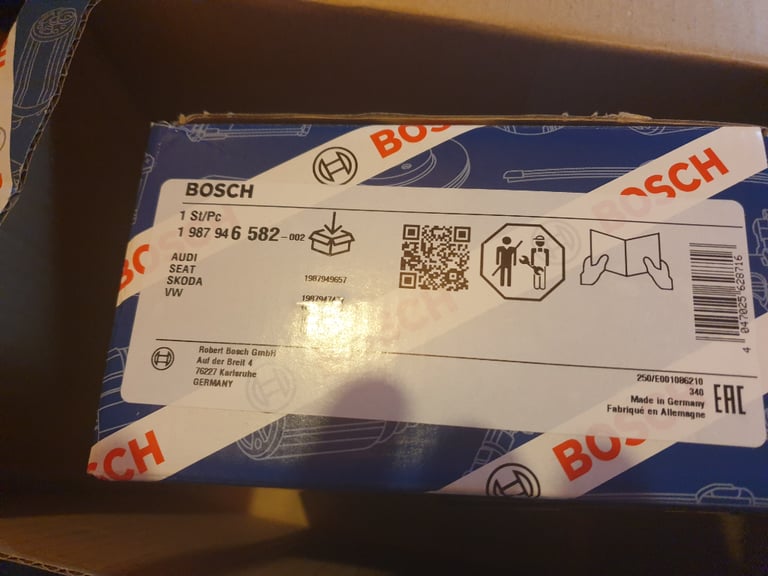 BOSCH
BOSCH
BOSCH
1 St/Pc
1 987 94 6 582 - 002
AUDI
SEAT
SKODA
VW
1987949657
Robert Bosch GmbH
Auf der Breit 4
76227 Karlsruhe
GERMANY
4 047025 628716
250/E001086210
340
Made in Germany
Fabriqué en Allemagne
EAC
BOSCH
BOSCH